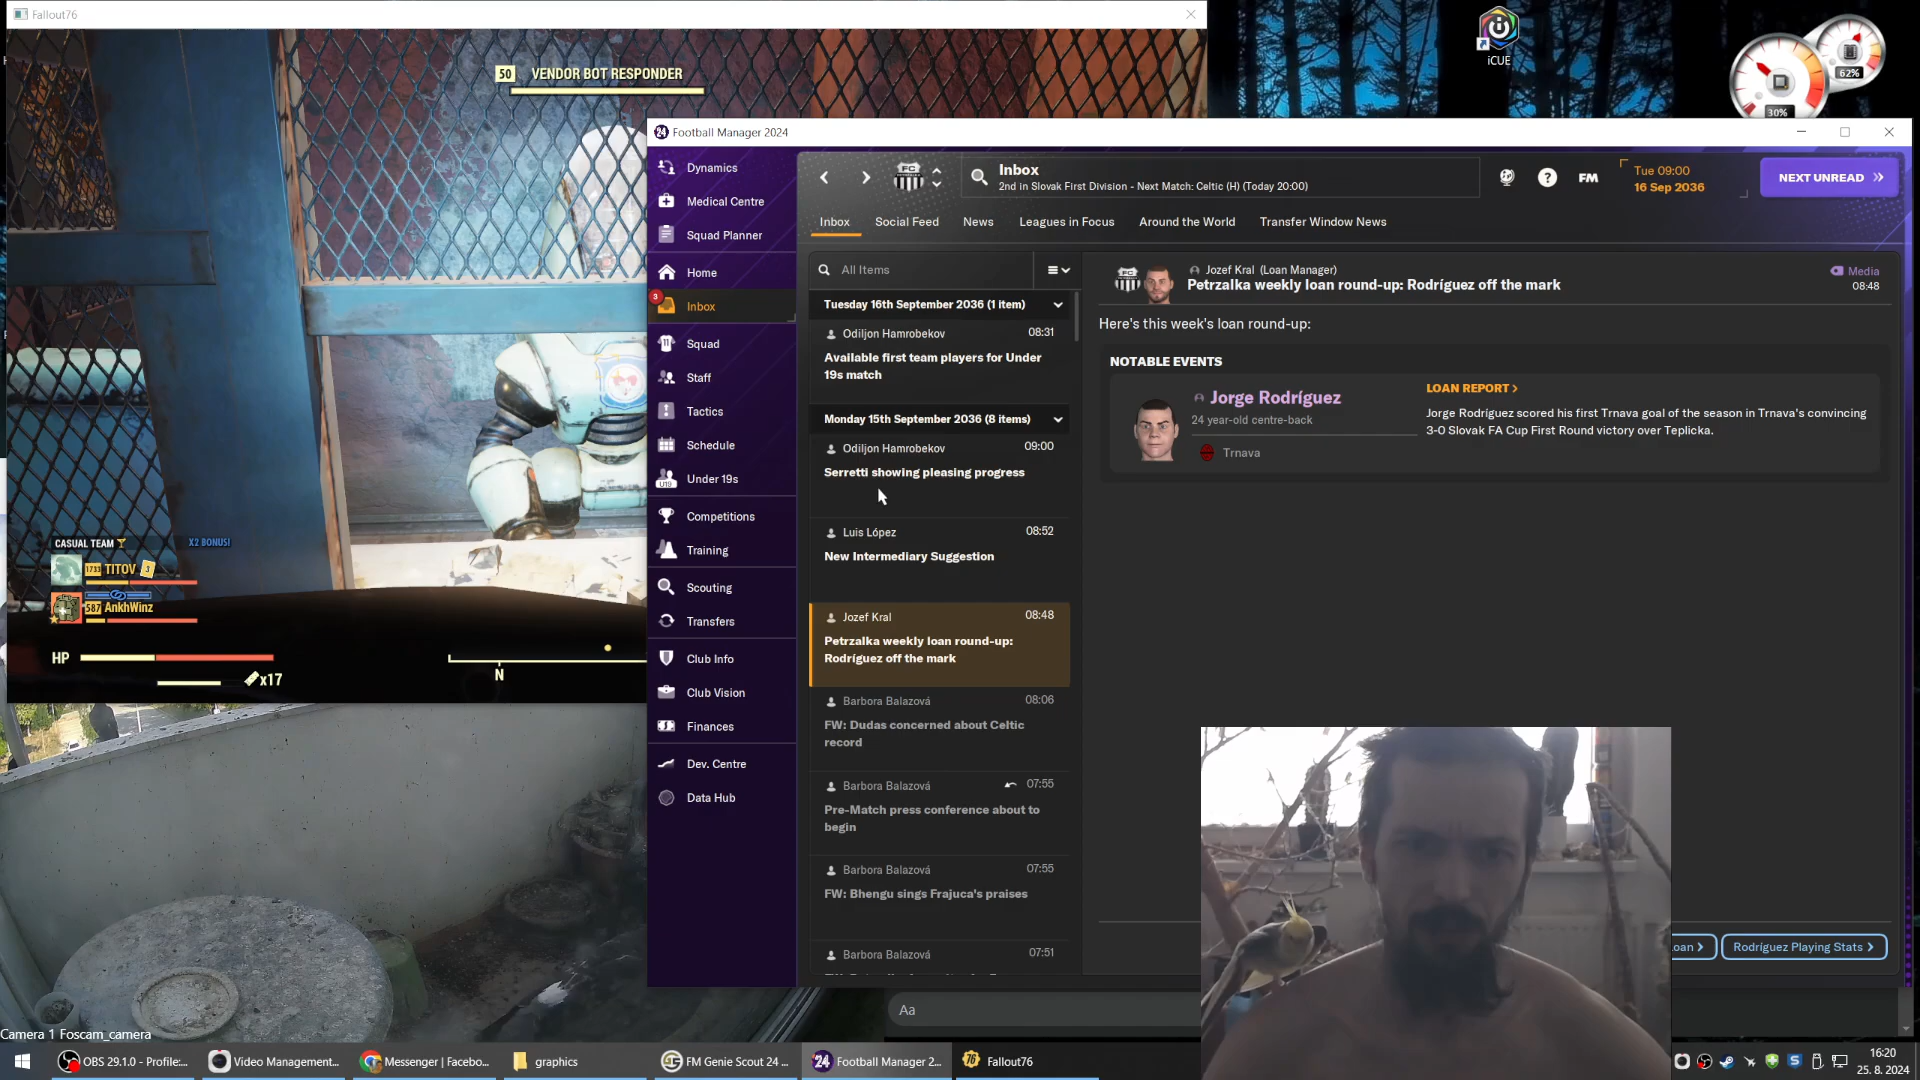 Fallout76
50 VENDOR BOT RESPONDER
CASUAL TEAM
X2 BONUS!
1733 TITOV 3
587 AnkhWinz
HP
x17
N
Camera 1 Foscam_camera
iCUE
62%
30%
24 Football Manager 2024
Dynamics
Medical Centre
Squad Planner
Home
3
Inbox
Squad
Staff
Tactics
Schedule
Under 19s
Competitions
Training
Scouting
Transfers
Club Info
Club Vision
Finances
Dev. Centre
Data Hub
FC
Inbox
2nd in Slovak First Division - Next Match: Celtic (H) (Today 20:00)
FM
Tue 09:00
16 Sep 2036
NEXT UNREAD
Inbox Social Feed News Leagues in Focus Around the World Transfer Window News
All Items
Tuesday 16th September 2036 (1 item)
Odiljon Hamrobekov 08:31
Available first team players for Under
19s match
Monday 15th September 2036 (8 items)
Odiljon Hamrobekov 09:00
Serretti showing pleasing progress
Luis López 08:52
New Intermediary Suggestion
Jozef Kral 08:48
Petrzalka weekly loan round-up:
Rodríguez off the mark
Barbora Balazová 08:06
FW: Dudas concerned about Celtic
record
Barbora Balazová 07:55
Pre-Match press conference about to
begin
Barbora Balazová 07:55
FW: Bhengu sings Frajuca's praises
Barbora Balazová 07:51
Jozef Kral (Loan Manager)
Petrzalka weekly loan round-up: Rodríguez off the mark
Media
08:48
Here's this week's loan round-up:
NOTABLE EVENTS
Jorge Rodríguez
24 year-old centre-back
Trnava
LOAN REPORT >
Jorge Rodríguez scored his first Trnava goal of the season in Trnava's convincing
3-0 Slovak FA Cup First Round victory over Teplicka.
Rodríguez Playing Stats >
Aa
OBS 29.1.0 - Profile:...
Video Management...
Messenger | Facebo...
graphics
FM Genie Scout 24 ...
24 Football Manager 2...
76 Fallout76
16:20
25. 8. 2024